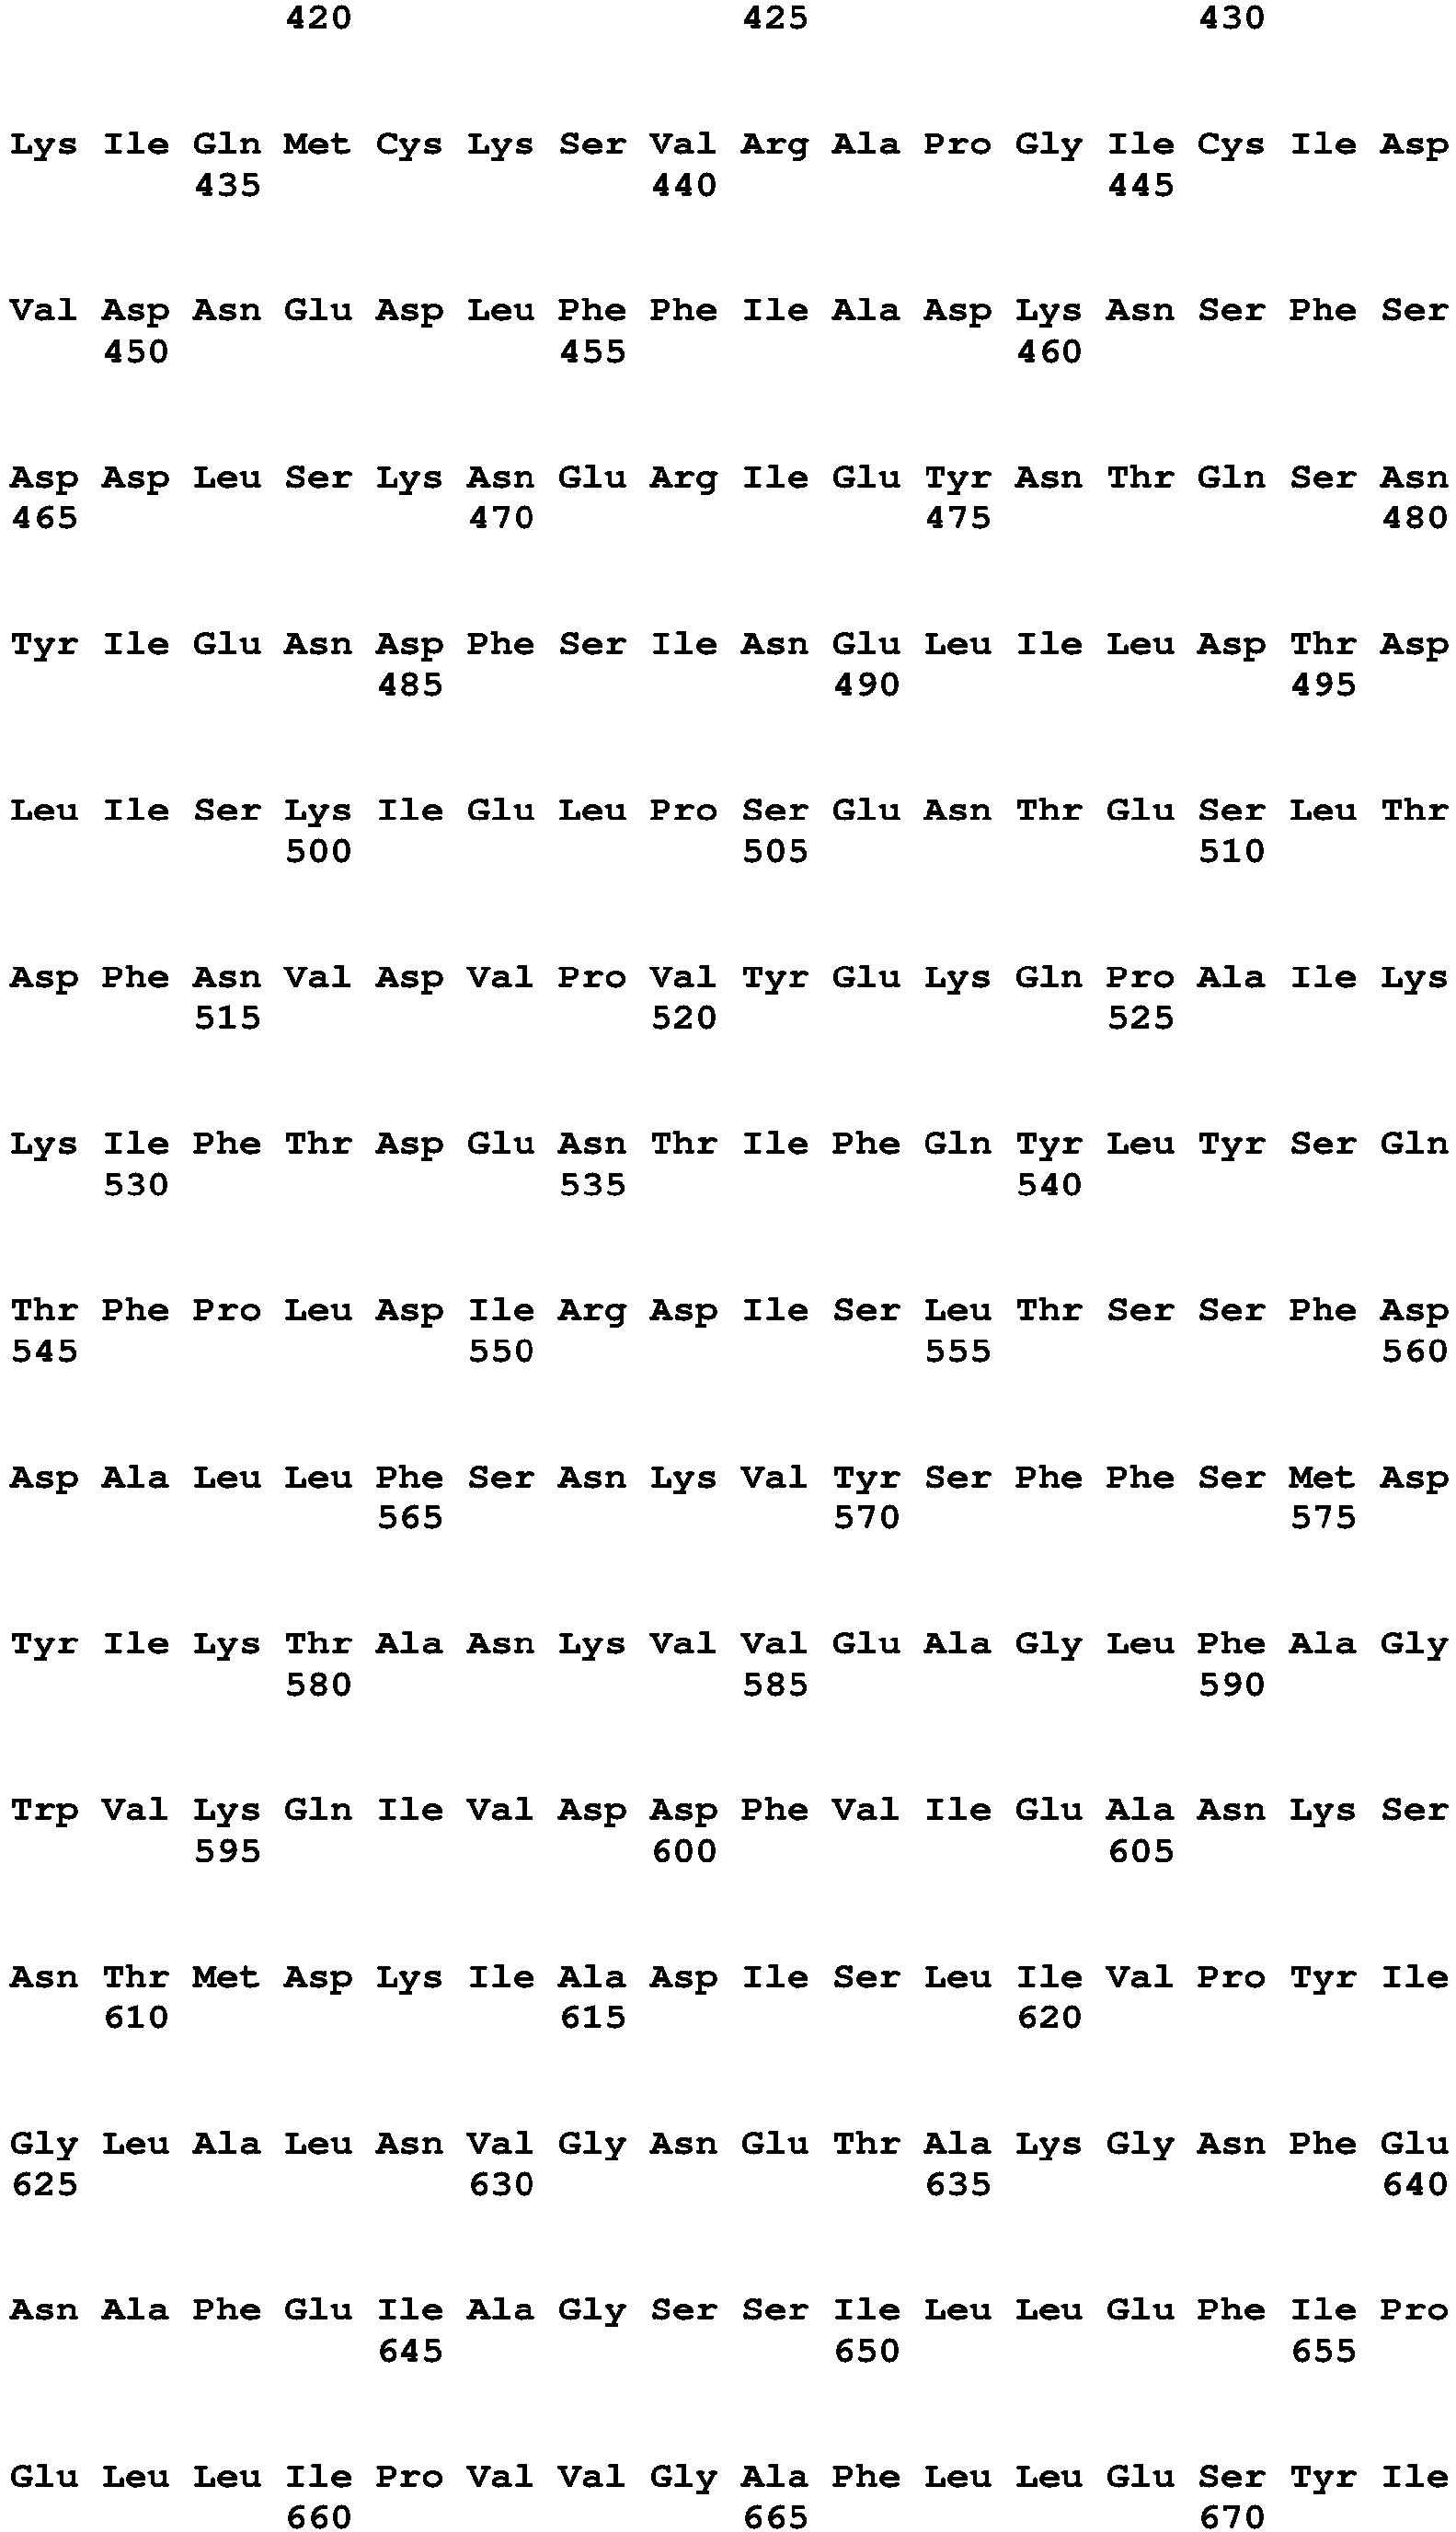 420 425 430
Lys Ile Gln Met Cys Lys Ser Val Arg Ala Pro Gly Ile Cys Ile Asp
435 440 445
Val Asp Asn Glu Asp Leu Phe Phe Ile Ala Asp Lys Asn Ser Phe Ser
450 455 460
Asp Asp Leu Ser Lys Asn Glu Arg Ile Glu Tyr Asn Thr Gln Ser Asn
465 470 475 480
Tyr Ile Glu Asn Asp Phe Ser Ile Asn Glu Leu Ile Leu Asp Thr Asp
485 490 495
Leu Ile Ser Lys Ile Glu Leu Pro Ser Glu Asn Thr Glu Ser Leu Thr
500 505 510
Asp Phe Asn Val Asp Val Pro Val Tyr Glu Lys Gln Pro Ala Ile Lys
515 520 525
Lys Ile Phe Thr Asp Glu Asn Thr Ile Phe Gln Tyr Leu Tyr Ser Gln
530 535 540
Thr Phe Pro Leu Asp Ile Arg Asp Ile Ser Leu Thr Ser Ser Phe Asp
545 550 555 560
Asp Ala Leu Leu Phe Ser Asn Lys Val Tyr Ser Phe Phe Ser Met Asp
565 570 575
Tyr Ile Lys Thr Ala Asn Lys Val Val Glu Ala Gly Leu Phe Ala Gly
580 585 590
Trp Val Lys Gln Ile Val Asp Asp Phe Val Ile Glu Ala Asn Lys Ser
595 600 605
Asn Thr Met Asp Lys Ile Ala Asp Ile Ser Leu Ile Val Pro Tyr Ile
610 615 620
Gly Leu Ala Leu Asn Val Gly Asn Glu Thr Ala Lys Gly Asn Phe Glu
625 630 635 640
Asn Ala Phe Glu Ile Ala Gly Ser Ser Ile Leu Leu Glu Phe Ile Pro
645 650 655
Glu Leu Leu Ile Pro Val Val Gly Ala Phe Leu Leu Glu Ser Tyr Ile
660 665 670